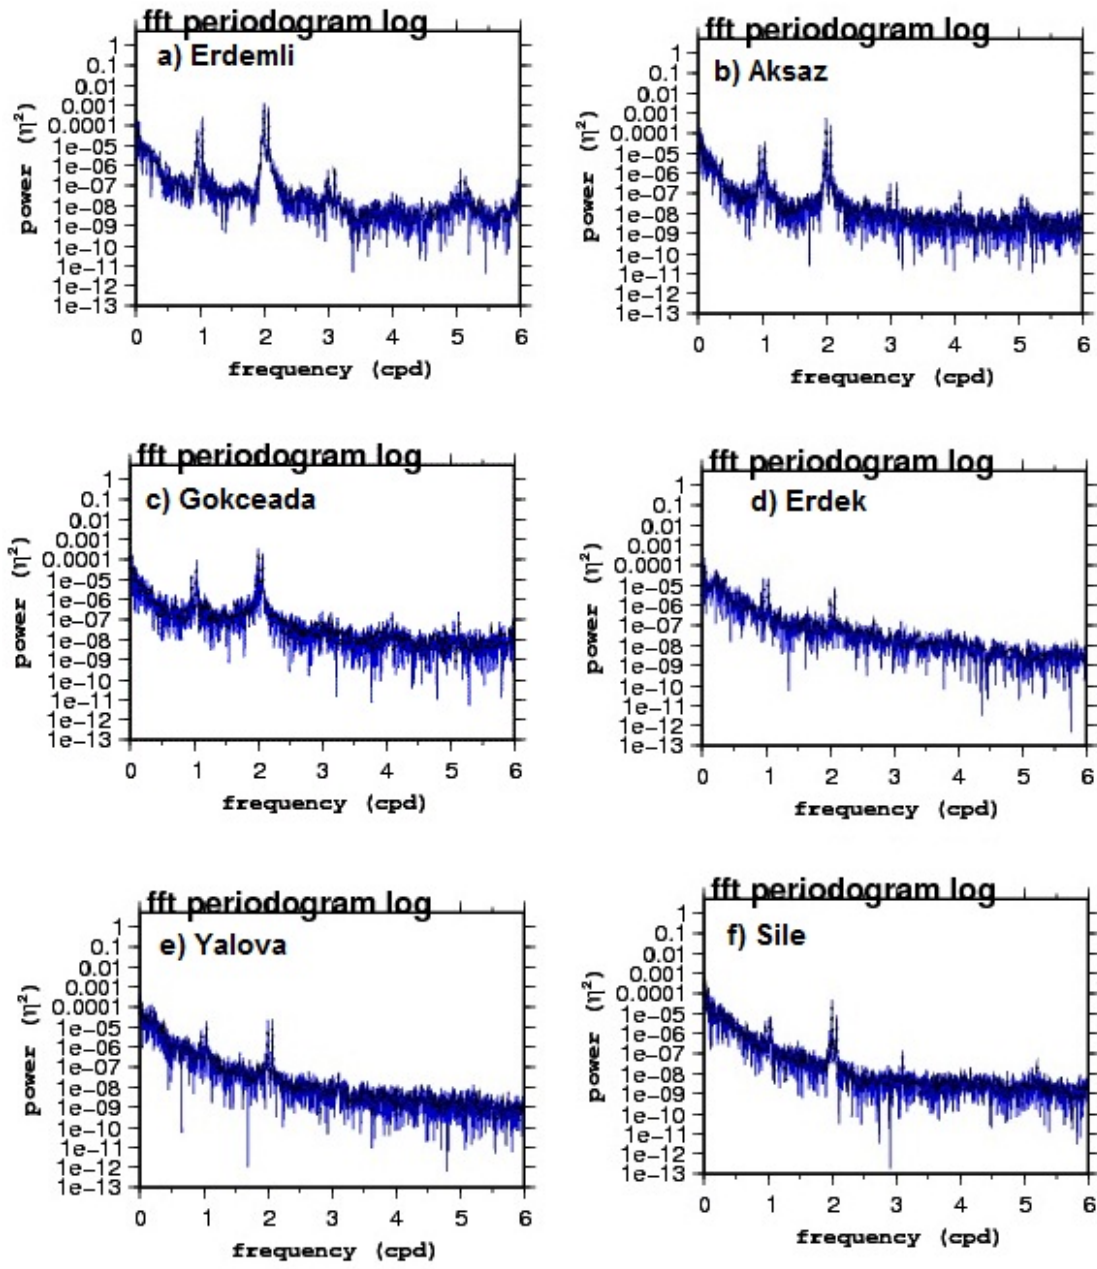 fft periodogram log
a) Erdemli
1
0.1
0.01
0.001
0.0001
1e-05
1e-06
1e-07
1e-08
1e-09
1e-10
1e-11
1e-12
1e-13
power (η²)
0 1 2 3 4 5 6
frequency (cpd)
fft periodogram log
b) Aksaz
1
0.1
0.01
0.001
0.0001
1e-05
1e-06
1e-07
1e-08
1e-09
1e-10
1e-11
1e-12
1e-13
power (η²)
0 1 2 3 4 5 6
frequency (cpd)
fft periodogram log
c) Gokceada
1
0.1
0.01
0.001
0.0001
1e-05
1e-06
1e-07
1e-08
1e-09
1e-10
1e-11
1e-12
1e-13
power (η²)
0 1 2 3 4 5 6
frequency (cpd)
fft periodogram log
d) Erdek
1
0.1
0.01
0.001
0.0001
1e-05
1e-06
1e-07
1e-08
1e-09
1e-10
1e-11
1e-12
1e-13
power (η²)
0 1 2 3 4 5 6
frequency (cpd)
fft periodogram log
e) Yalova
1
0.1
0.01
0.001
0.0001
1e-05
1e-06
1e-07
1e-08
1e-09
1e-10
1e-11
1e-12
1e-13
power (η²)
0 1 2 3 4 5 6
frequency (cpd)
fft periodogram log
f) Sile
1
0.1
0.01
0.001
0.0001
1e-05
1e-06
1e-07
1e-08
1e-09
1e-10
1e-11
1e-12
1e-13
power (η²)
0 1 2 3 4 5 6
frequency (cpd)